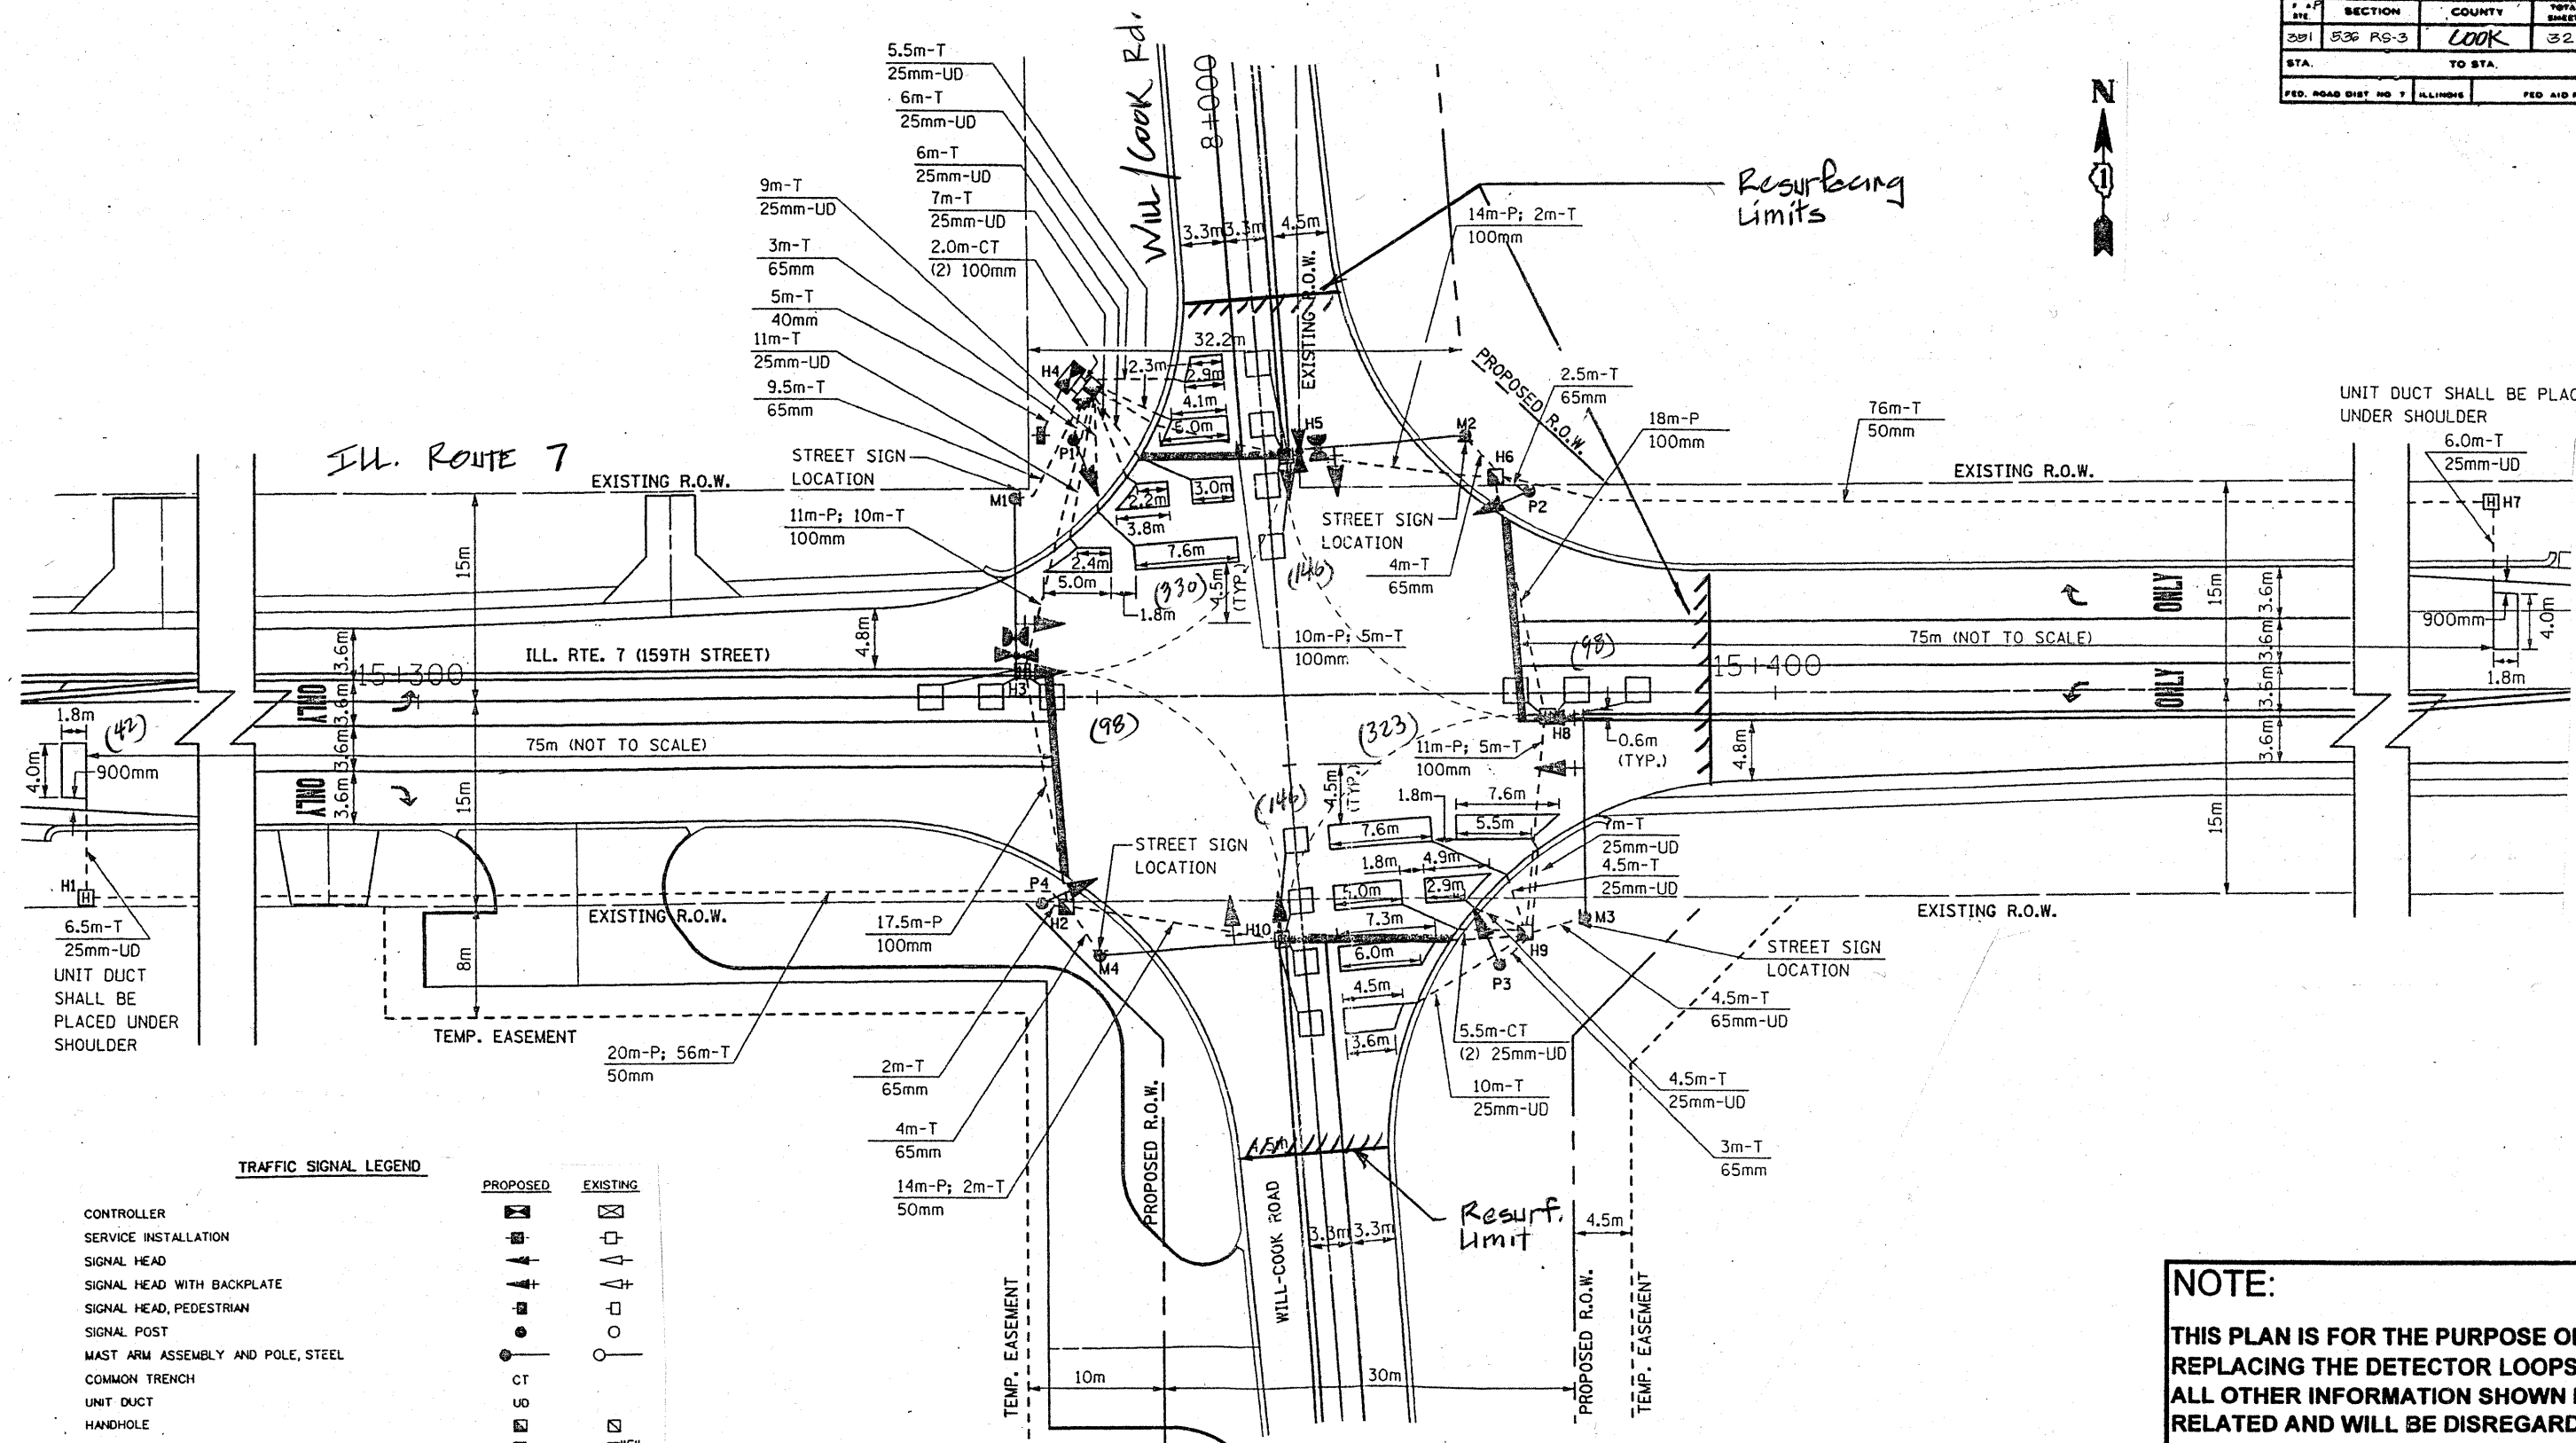 SECTION
COUNTY
351
536 RS-3
COOK
32
STA.
TO STA.
FED. ROAD DIST NO 7
ILLINOIS
N
1
Will/Cook Rd.
8+000
5.5m-T
25mm-UD
6m-T
25mm-UD
6m-T
25mm-UD
7m-T
25mm-UD
2.0m-CT
(2) 100mm
9m-T
25mm-UD
3m-T
65mm
5m-T
40mm
11m-T
25mm-UD
9.5m-T
65mm
STREET SIGN
LOCATION
11m-P; 10m-T
100mm
Resurfacing
Limits
14m-P; 2m-T
100mm
3.3m
3.3m
4.5m
EXISTING R.O.W.
32.2m
PROPOSED R.O.W.
2.5m-T
65mm
18m-P
100mm
76m-T
50mm
UNIT DUCT SHALL BE PLAC
UNDER SHOULDER
6.0m-T
25mm-UD
ILL. ROUTE 7
EXISTING R.O.W.
EXISTING R.O.W.
H4
P1
M1
H5
M2
H6
P2
H7
2.3m
2.9m
4.1m
5.0m
2.2m
3.0m
3.8m
7.6m
2.4m
5.0m
1.8m
(330)
4.5m
(TYP.)
(146)
STREET SIGN
LOCATION
4m-T
65mm
10m-P; 5m-T
100mm
15m
4.8m
3.6m
3.6m
3.6m
3.6m
15m
ILL. RTE. 7 (159TH STREET)
15+300
ONLY
ONLY
H3
(98)
75m (NOT TO SCALE)
1.8m
(42)
4.0m
900mm
H
H1
6.5m-T
25mm-UD
UNIT DUCT
SHALL BE
PLACED UNDER
SHOULDER
(98)
15+400
75m (NOT TO SCALE)
ONLY
ONLY
15m
3.6m
3.6m
3.6m
3.6m
15m
900mm
4.0m
1.8m
H
H8
0.6m
(TYP.)
4.8m
(323)
11m-P; 5m-T
100mm
(146)
4.5m
(TYP.)
1.8m
7.6m
7.6m
5.5m
7m-T
25mm-UD
4.5m-T
25mm-UD
1.8m
4.9m
2.9m
7.3m
6.0m
4.5m
3.6m
STREET SIGN
LOCATION
P4
H2
M4
H10
H9
P3
M3
EXISTING R.O.W.
EXISTING R.O.W.
STREET SIGN
LOCATION
17.5m-P
100mm
8m
TEMP. EASEMENT
20m-P; 56m-T
50mm
2m-T
65mm
4m-T
65mm
14m-P; 2m-T
50mm
4.5m-T
65mm-UD
5.5m-CT
(2) 25mm-UD
10m-T
25mm-UD
4.5m-T
25mm-UD
3m-T
65mm
Resurf.
Limit
PROPOSED R.O.W.
WILL-COOK ROAD
3.3m
3.3m
4.5m
TEMP. EASEMENT
PROPOSED R.O.W.
TEMP. EASEMENT
10m
30m
TRAFFIC SIGNAL LEGEND
PROPOSED
EXISTING
CONTROLLER
SERVICE INSTALLATION
SIGNAL HEAD
SIGNAL HEAD WITH BACKPLATE
SIGNAL HEAD, PEDESTRIAN
SIGNAL POST
MAST ARM ASSEMBLY AND POLE, STEEL
COMMON TRENCH CT
UNIT DUCT UD
HANDHOLE
NOTE:
THIS PLAN IS FOR THE PURPOSE O
REPLACING THE DETECTOR LOOPS
ALL OTHER INFORMATION SHOWN
RELATED AND WILL BE DISREGARD